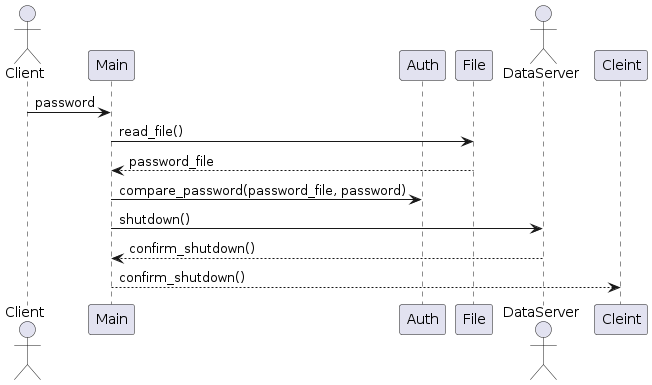 Client
Main
Auth
File
DataServer
Cleint
password
read_file()
password_file
compare_password(password_file, password)
shutdown()
confirm_shutdown()
confirm_shutdown()
Client
Main
Auth
File
DataServer
Cleint